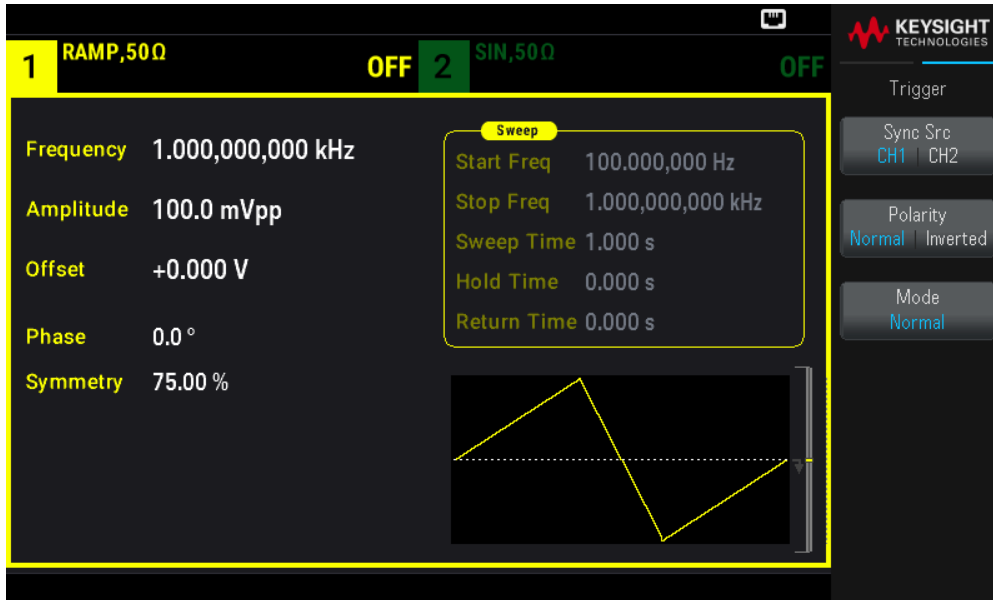 KEYSIGHT
TECHNOLOGIES
1 RAMP,50Ω OFF 2 SIN,50Ω OFF
Trigger
Frequency 1.000,000,000 kHz
Amplitude 100.0 mVpp
Offset +0.000 V
Phase 0.0 °
Symmetry 75.00 %
Sweep
Start Freq 100.000,000 Hz
Stop Freq 1.000,000,000 kHz
Sweep Time 1.000 s
Hold Time 0.000 s
Return Time 0.000 s
Sync Src
CH1 CH2
Polarity
Normal Inverted
Mode
Normal